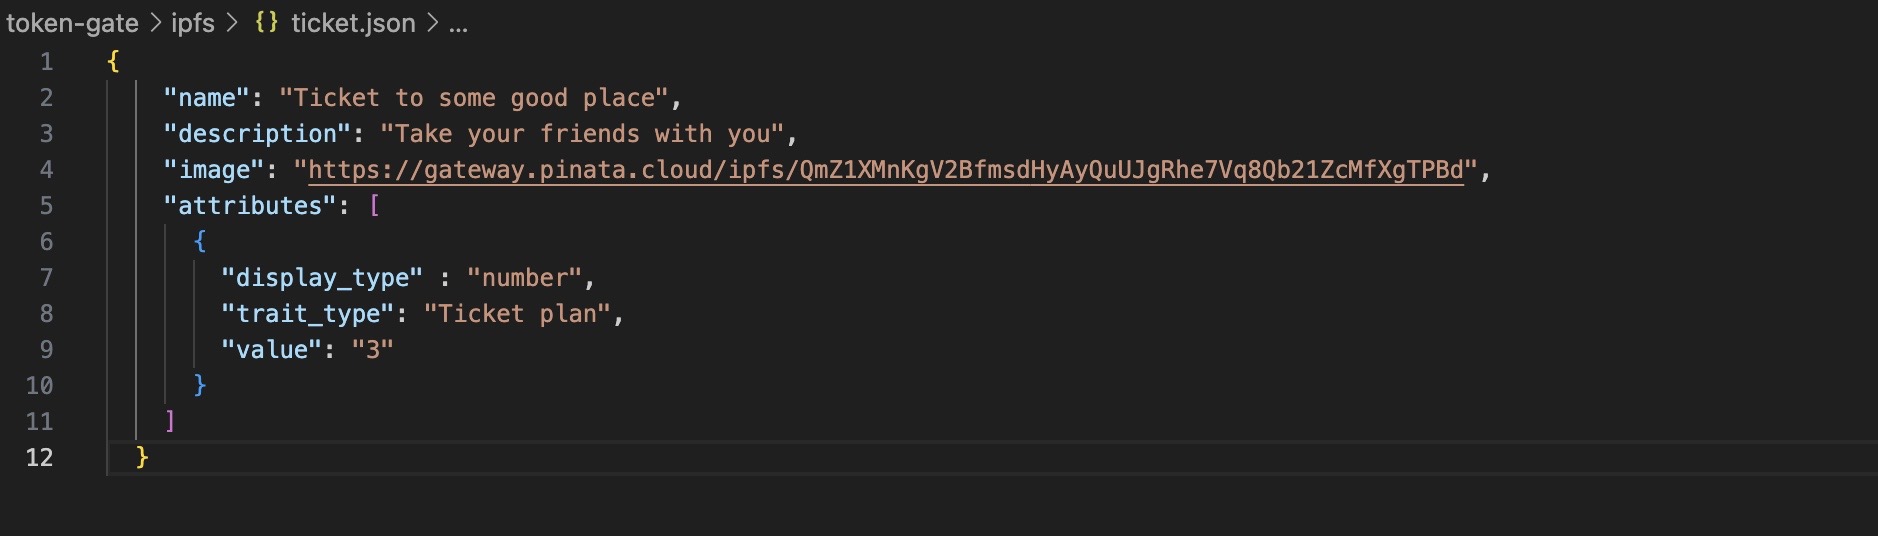 token-gate > ipfs > {} ticket.json > ...
1 {
2 "name": "Ticket to some good place",
3 "description": "Take your friends with you",
4 "image": "https://gateway.pinata.cloud/ipfs/QmZ1XMnKgV2BfmsdHyAyQuUJgRhe7Vq8Qb21ZcMfXgTPBd",
5 "attributes": [
6 {
7 "display_type" : "number",
8 "trait_type": "Ticket plan",
9 "value": "3"
10 }
11 ]
12 }